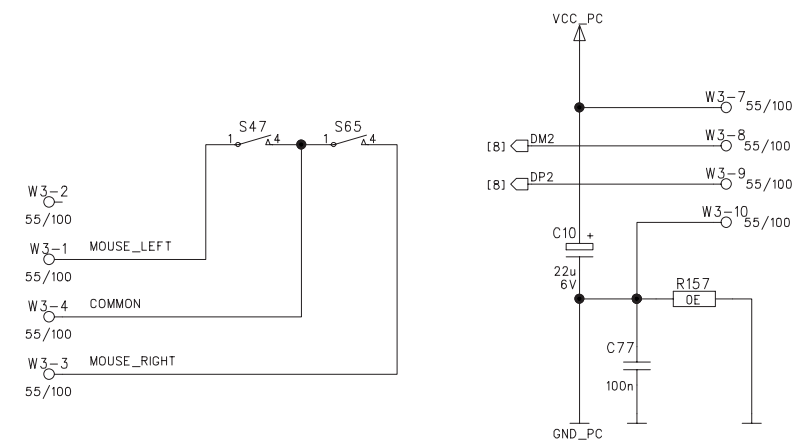 S47
1
4
S65
1
4
W3-2
55/100
W3-1
MOUSE_LEFT
55/100
W3-4
COMMON
55/100
W3-3
MOUSE_RIGHT
55/100
VCC_PC
W3-7
55/100
[8]
DM2
W3-8
55/100
[8]
DP2
W3-9
55/100
W3-10
55/100
C10
+
22u
6V
R157
0E
C77
100n
GND_PC